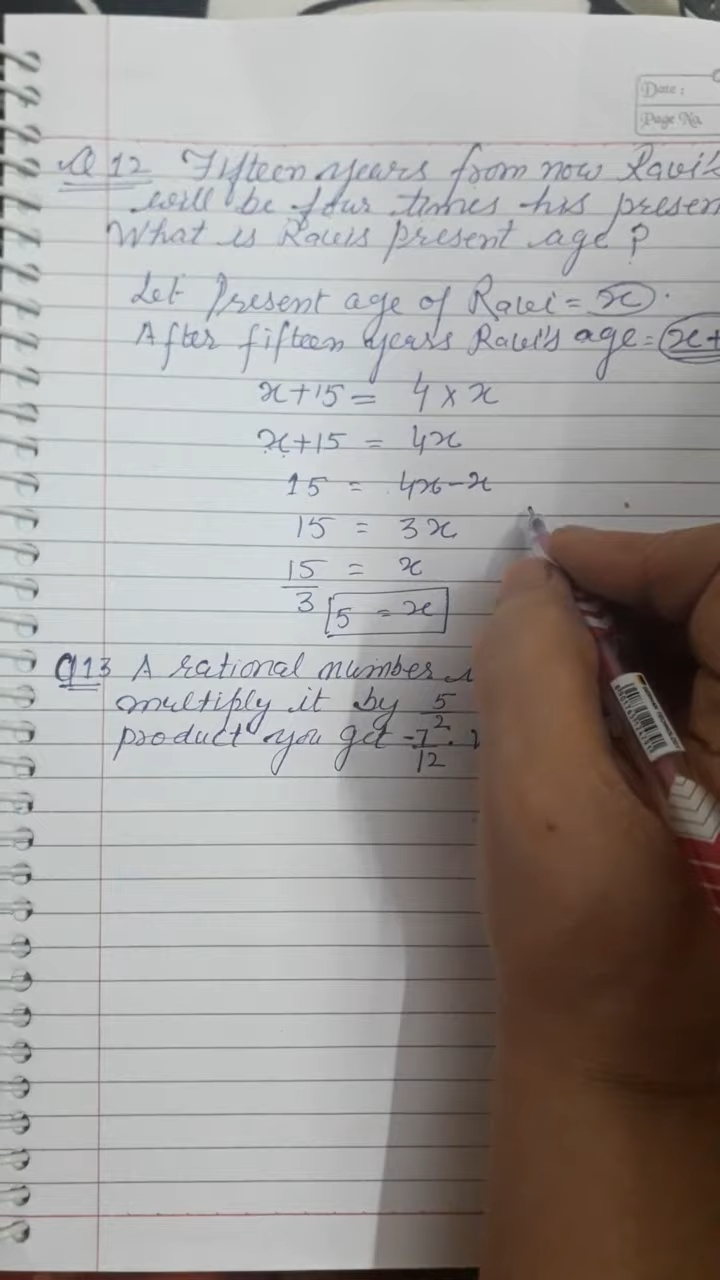 Date:
Page No.
Q 12 Fifteen years from now Ravi's
will be four times his presen
What is Ravis present age?
Let Present age of Ravi = x.
After fifteen years Ravi's age = x+
x+15 = 4 × x
x+15 = 4x
15 = 4x-x
15 = 3x
15/3 = x
5 = x
Q13 A rational number
multiply it by 5/2
product you get -7/12.